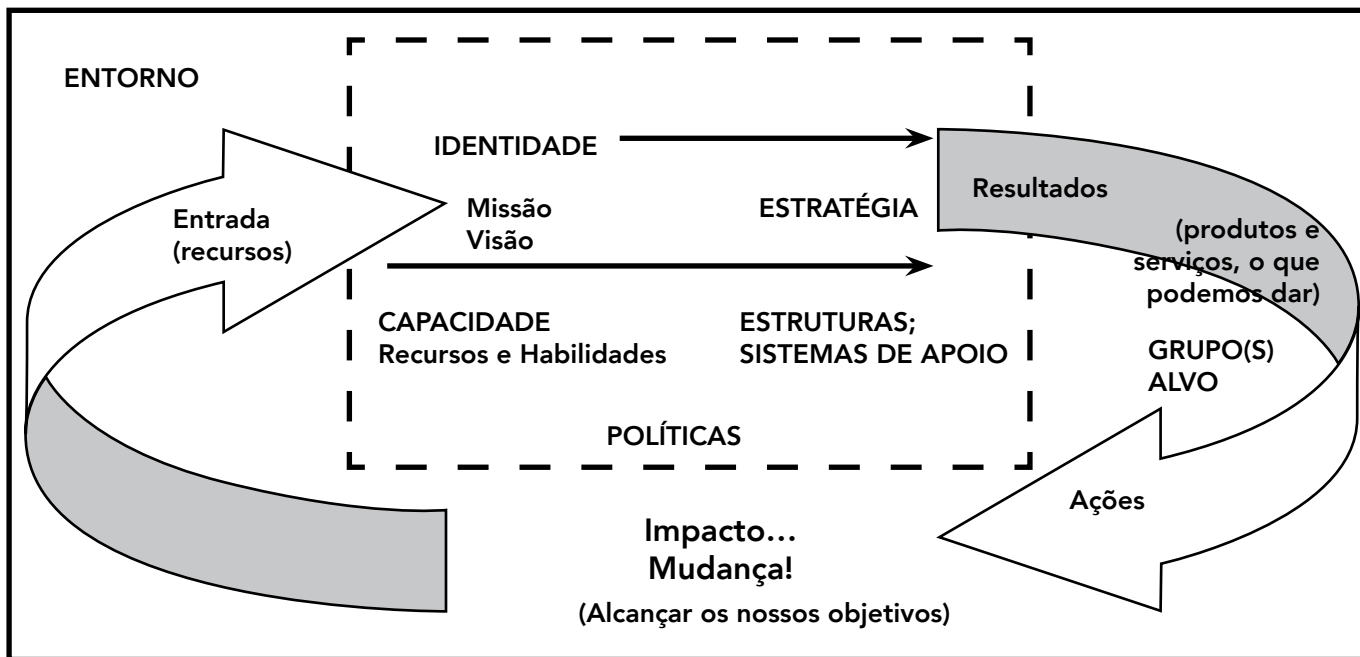 ENTORNO
IDENTIDADE
Entrada
(recursos)
Missão
Visão
ESTRATÉGIA
Resultados
(produtos e
serviços, o que
podemos dar)
CAPACIDADE
Recursos e Habilidades
ESTRUTURAS;
SISTEMAS DE APOIO
GRUPO(S)
ALVO
POLÍTICAS
Ações
Impacto...
Mudança!
(Alcançar os nossos objetivos)